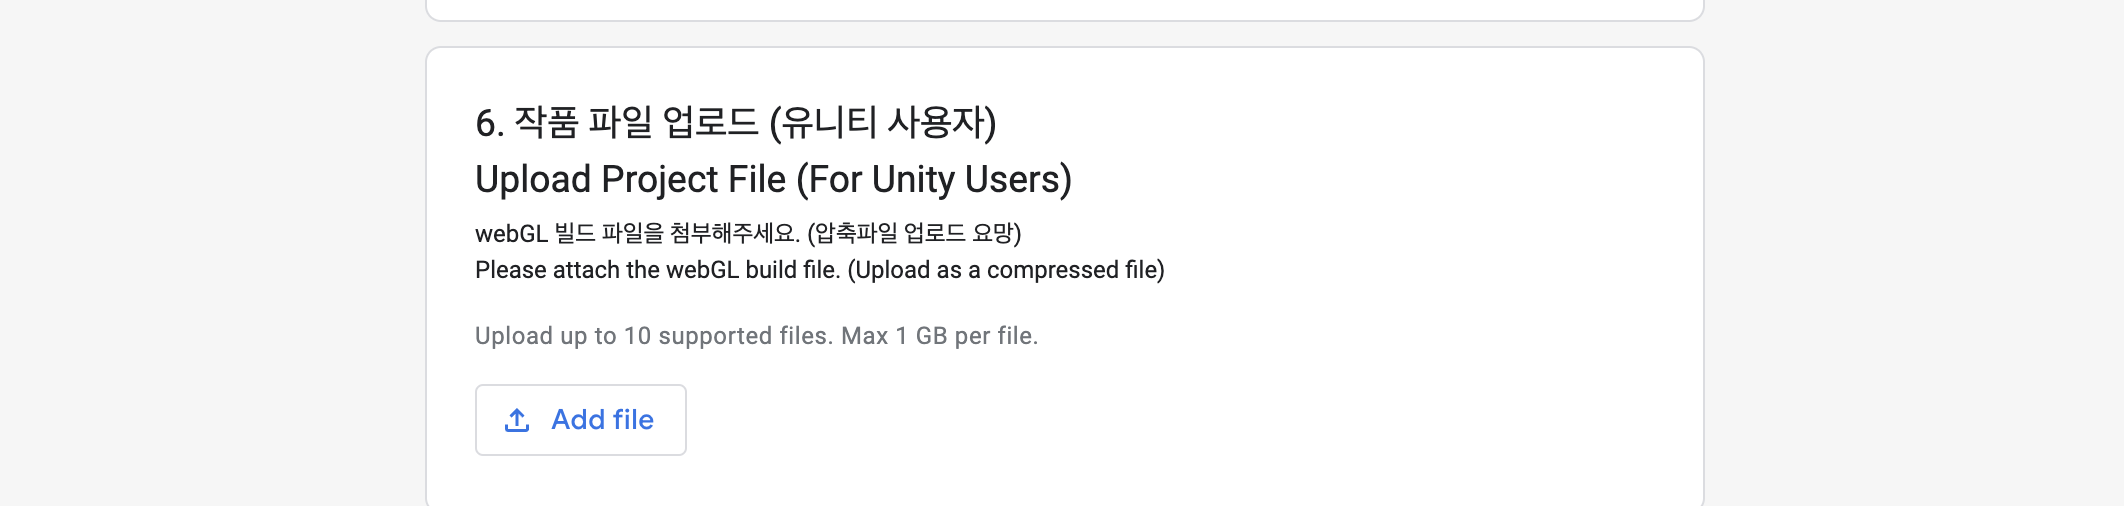 6. 작품 파일 업로드 (유니티 사용자)
Upload Project File (For Unity Users)
webGL 빌드 파일을 첨부해주세요. (압축파일 업로드 요망)
Please attach the webGL build file. (Upload as a compressed file)
Upload up to 10 supported files. Max 1 GB per file.
Add file